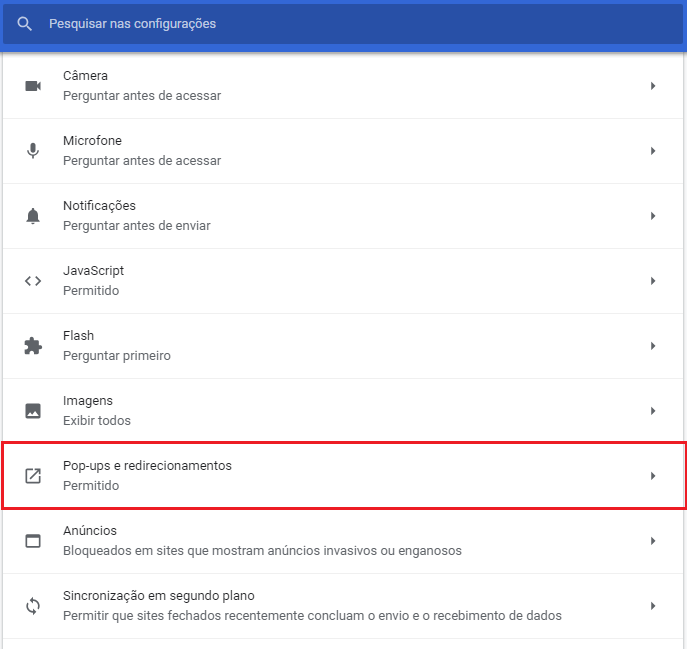 Pesquisar nas configurações
Câmera
Perguntar antes de acessar
Microfone
Perguntar antes de acessar
Notificações
Perguntar antes de enviar
JavaScript
Permitido
Flash
Perguntar primeiro
Imagens
Exibir todos
Pop-ups e redirecionamentos
Permitido
Anúncios
Bloqueados em sites que mostram anúncios invasivos ou enganosos
Sincronização em segundo plano
Permitir que sites fechados recentemente concluam o envio e o recebimento de dados